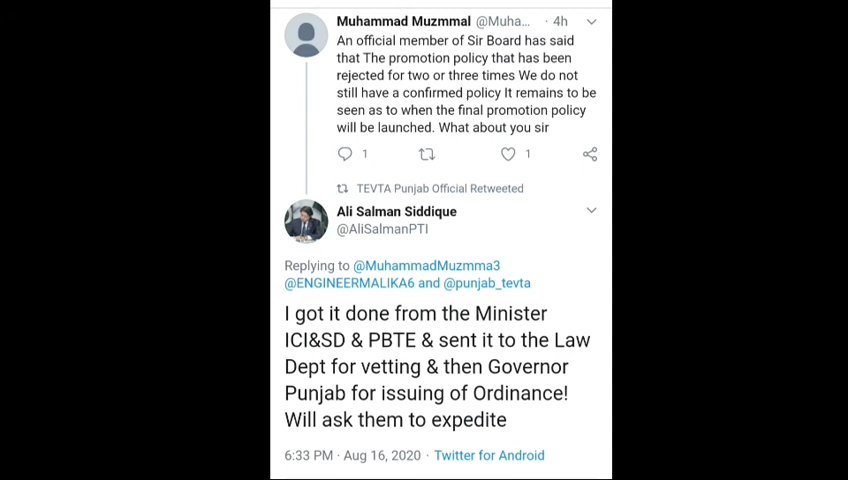 Muhammad Muzmmal @Muha... · 4h
An official member of Sir Board has said
that The promotion policy that has been
rejected for two or three times We do not
still have a confirmed policy It remains to be
seen as to when the final promotion policy
will be launched. What about you sir
1 1
TEVTA Punjab Official Retweeted
Ali Salman Siddique
@AliSalmanPTI
Replying to @MuhammadMuzmma3
@ENGINEERMALIKA6 and @punjab_tevta
I got it done from the Minister
ICI&SD & PBTE & sent it to the Law
Dept for vetting & then Governor
Punjab for issuing of Ordinance!
Will ask them to expedite
6:33 PM · Aug 16, 2020 · Twitter for Android